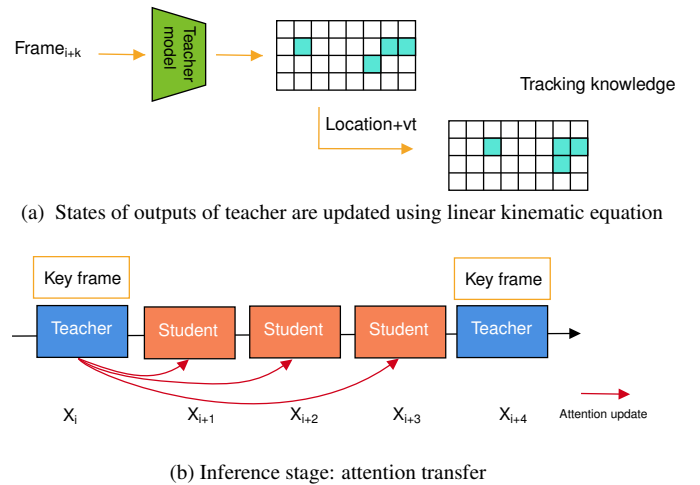 Frame_{i+k}
Teacher
model
Tracking knowledge
Location+vt
(a) States of outputs of teacher are updated using linear kinematic equation
Key frame
Key frame
Teacher
Student
Student
Student
Teacher
X_i
X_{i+1}
X_{i+2}
X_{i+3}
X_{i+4}
Attention update
(b) Inference stage: attention transfer